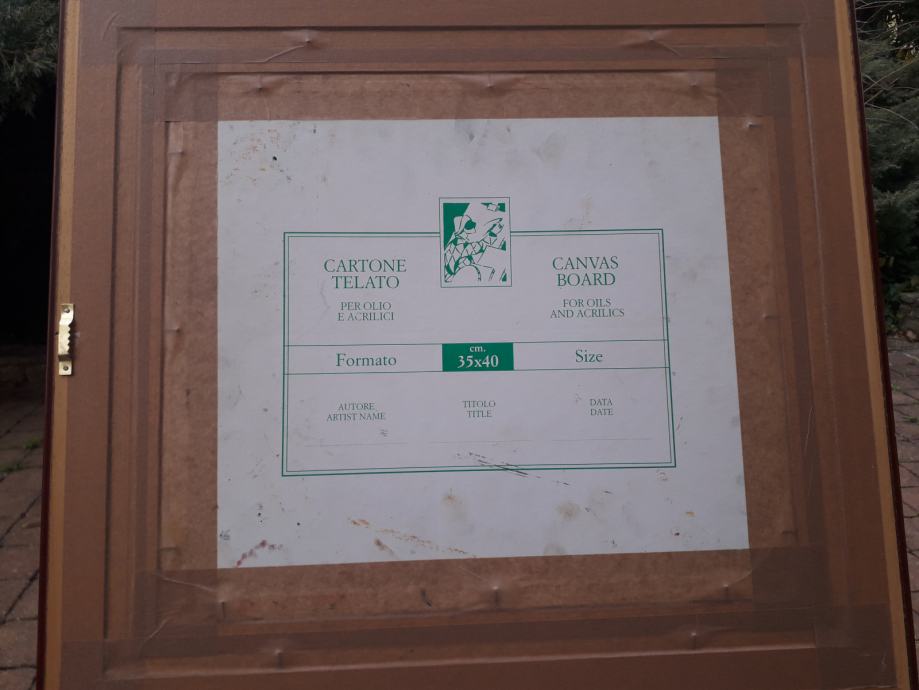 CARTONE
TELATO
PER OLIO
E ACRILICI
CANVAS
BOARD
FOR OILS
AND ACRILICS
Formato
cm.
35x40
Size
AUTORE
ARTIST NAME
TITOLO
TITLE
DATA
DATE